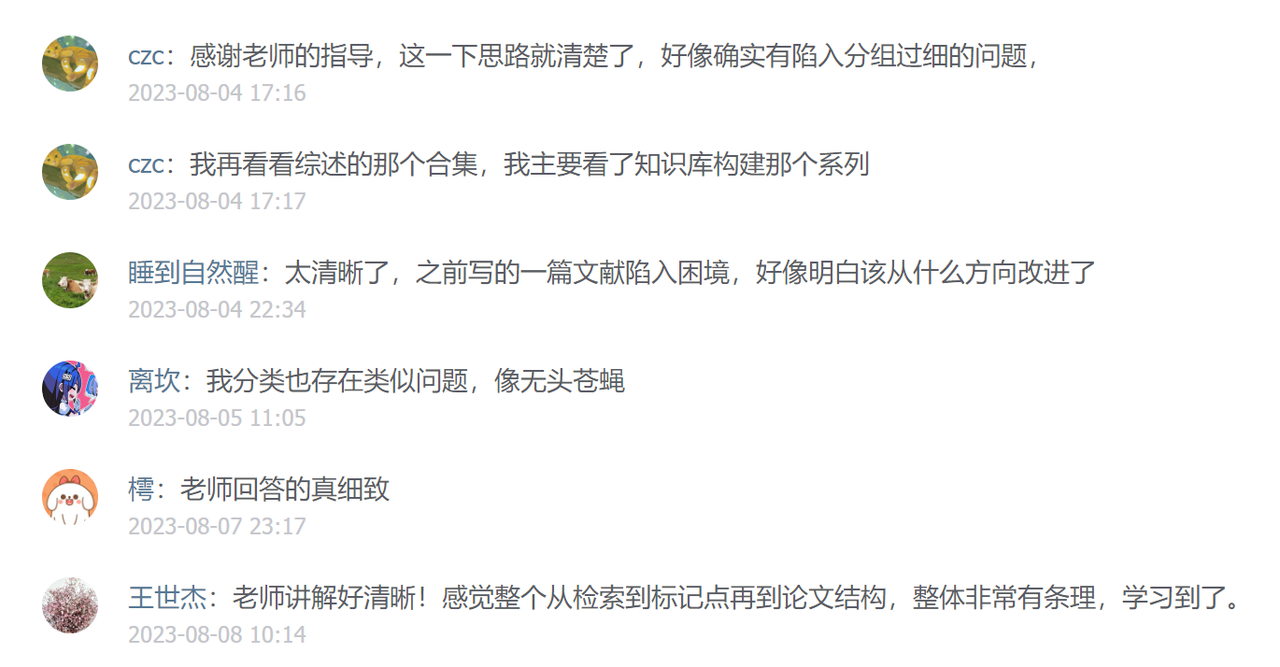 czc：感谢老师的指导，这一下思路就清楚了，好像确实有陷入分组过细的问题，
2023-08-04 17:16
czc：我再看看综述的那个合集，我主要看了知识库构建那个系列
2023-08-04 17:17
睡到自然醒：太清晰了，之前写的一篇文献陷入困境，好像明白该从什么方向改进了
2023-08-04 22:34
离坎：我分类也存在类似问题，像无头苍蝇
2023-08-05 11:05
樗：老师回答的真细致
2023-08-07 23:17
王世杰：老师讲解好清晰！感觉整个从检索到标记点再到论文结构，整体非常有条理，学习到了。
2023-08-08 10:14